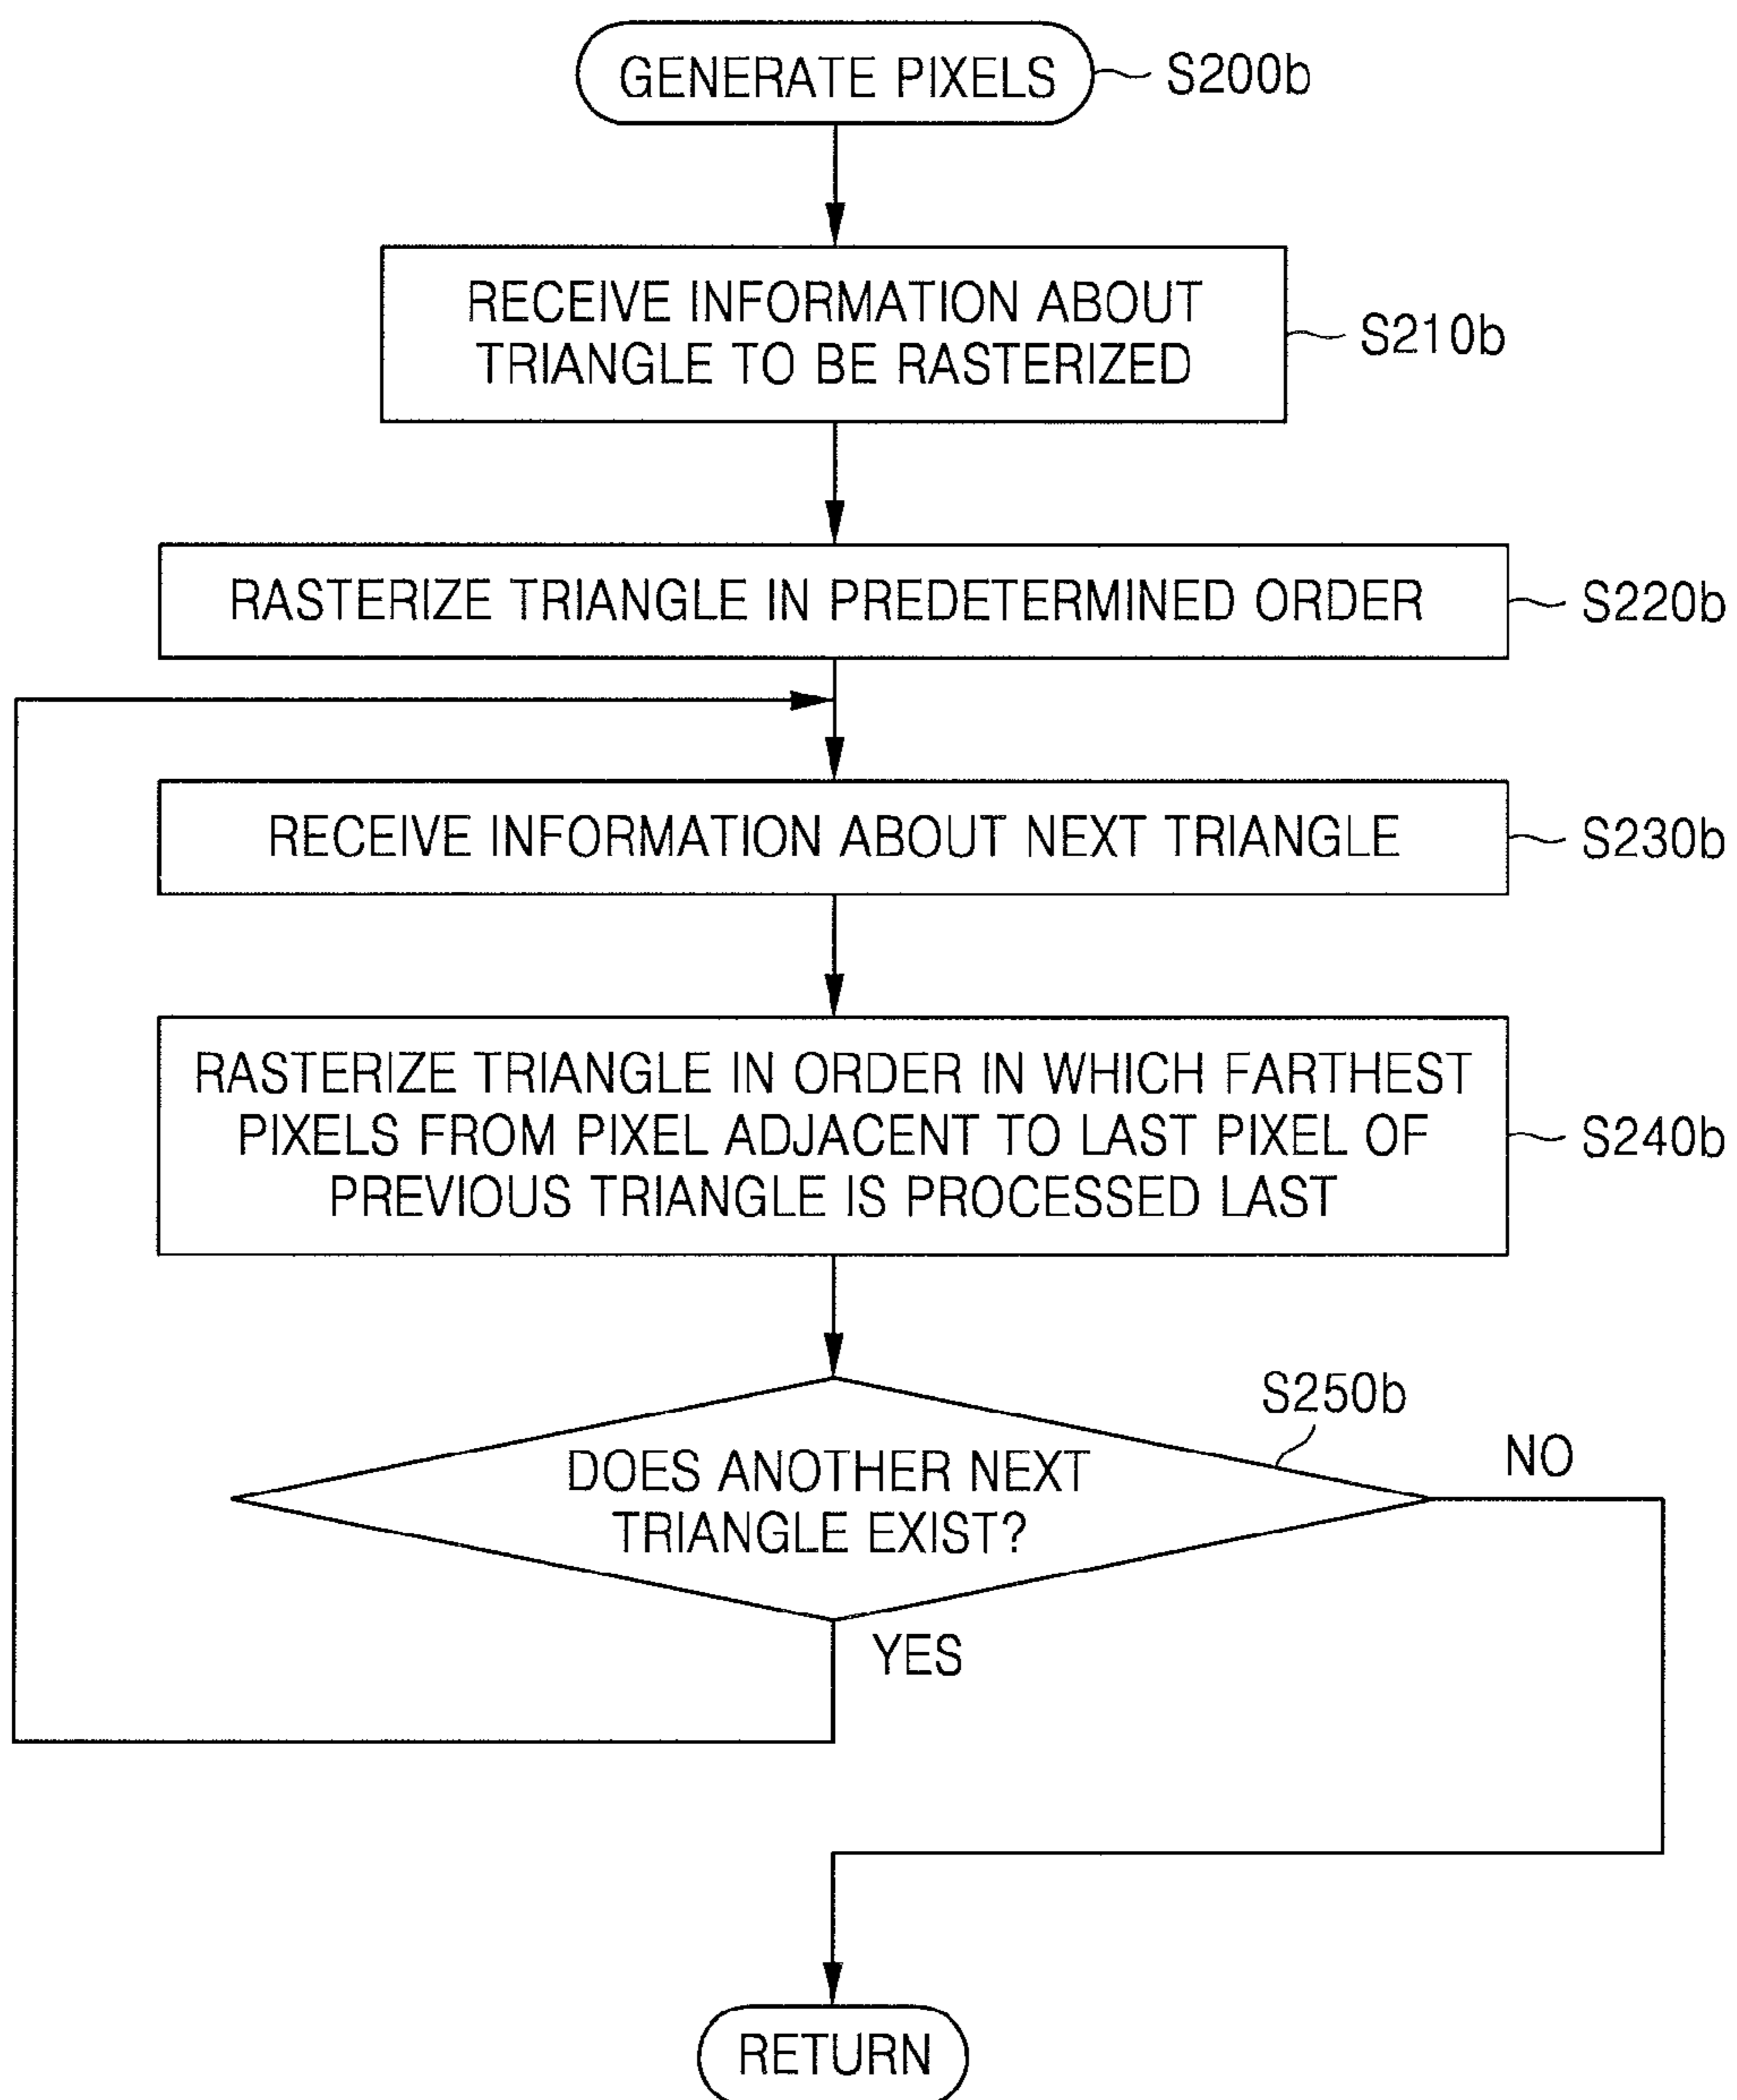 GENERATE PIXELS
S200b
RECEIVE INFORMATION ABOUT
TRIANGLE TO BE RASTERIZED
S210b
RASTERIZE TRIANGLE IN PREDETERMINED ORDER
S220b
RECEIVE INFORMATION ABOUT NEXT TRIANGLE
S230b
RASTERIZE TRIANGLE IN ORDER IN WHICH FARTHEST
PIXELS FROM PIXEL ADJACENT TO LAST PIXEL OF
PREVIOUS TRIANGLE IS PROCESSED LAST
S240b
S250b
DOES ANOTHER NEXT
TRIANGLE EXIST?
NO
YES
RETURN